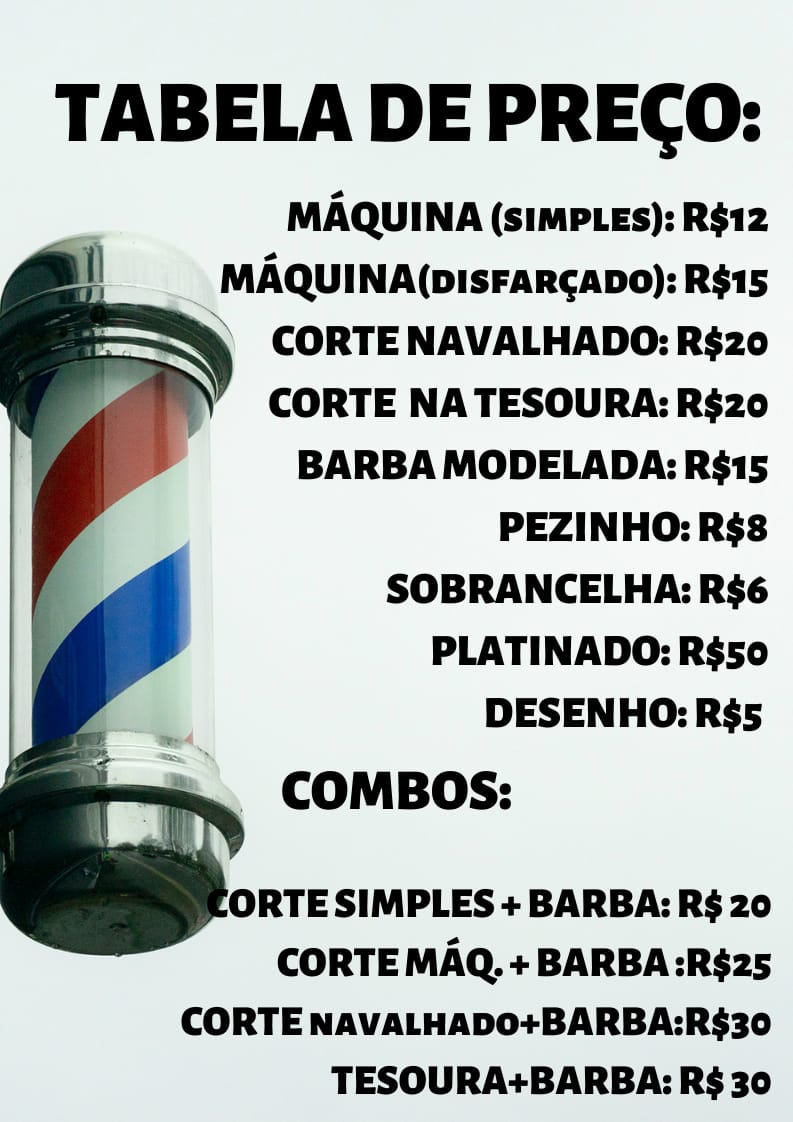 TABELA DE PREÇO:
MÁQUINA (SIMPLES): R$12
MÁQUINA(DISFARÇADO): R$15
CORTE NAVALHADO: R$20
CORTE NA TESOURA: R$20
BARBA MODELADA: R$15
PEZINHO: R$8
SOBRANCELHA: R$6
PLATINADO: R$50
DESENHO: R$5
COMBOS:
CORTE SIMPLES + BARBA: R$ 20
CORTE MÁQ. + BARBA :R$25
CORTE NAVALHADO+BARBA:R$30
TESOURA+BARBA: R$ 30